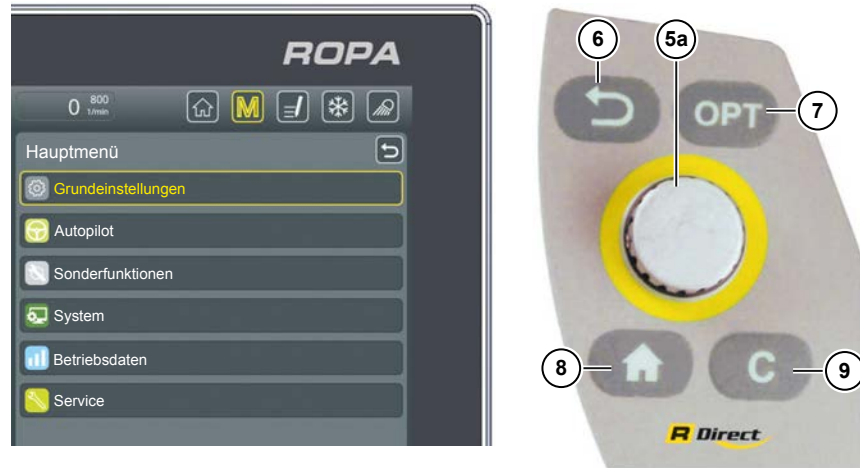 ROPA
0 800 1/min
M
Hauptmenü
Grundeinstellungen
Autopilot
Sonderfunktionen
System
Betriebsdaten
Service
6
5a
OPT
7
8
C
9
R Direct